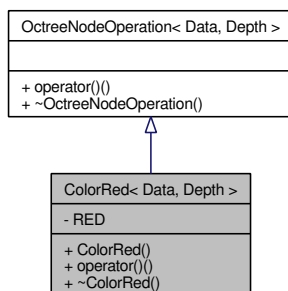 OctreeNodeOperation< Data, Depth >
+ operator()()
+ ~OctreeNodeOperation()
ColorRed< Data, Depth >
- RED
+ ColorRed()
+ operator()()
+ ~ColorRed()